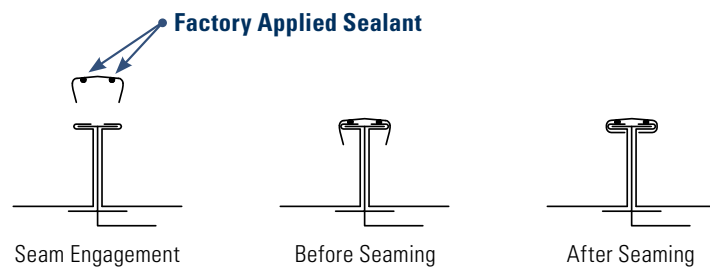 Factory Applied Sealant
Seam Engagement
Before Seaming
After Seaming